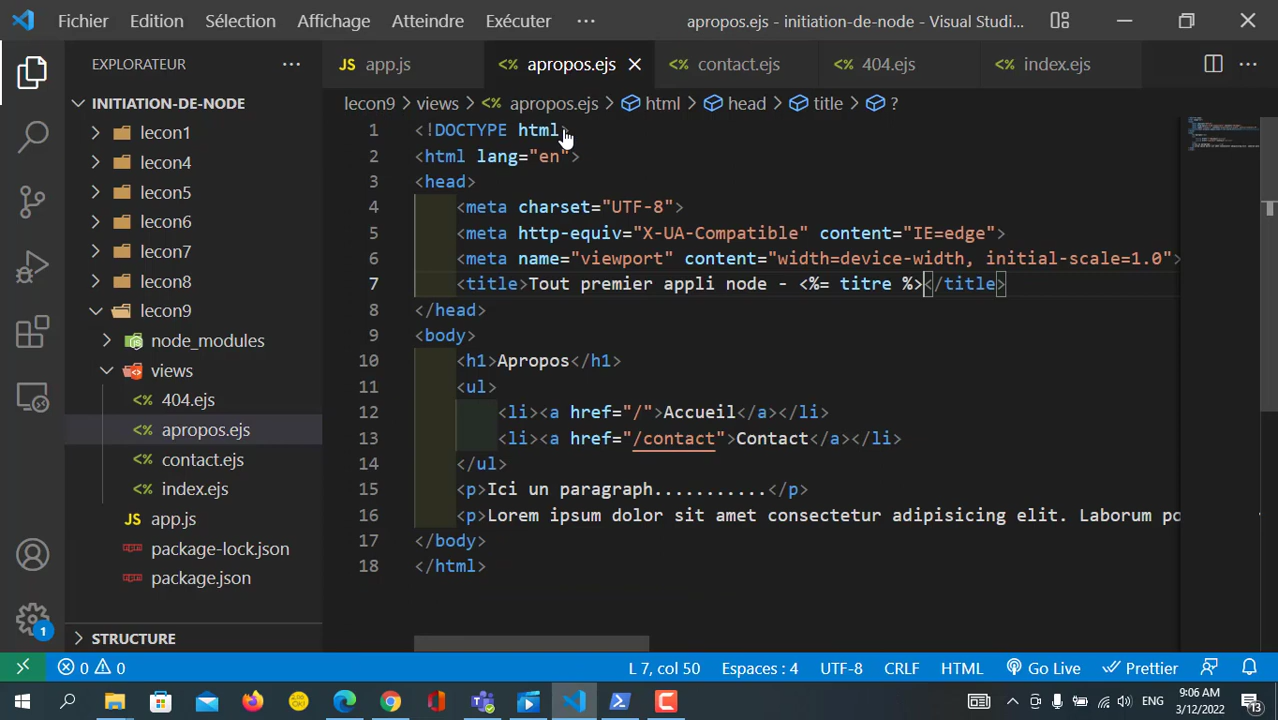 Fichier Edition Sélection Affichage Atteindre Exécuter ··· apropos.ejs - initiation-de-node - Visual Studi...
EXPLORATEUR ···
INITIATION-DE-NODE
lecon1
lecon4
lecon5
lecon6
lecon7
lecon8
lecon9
node_modules
views
404.ejs
apropos.ejs
contact.ejs
index.ejs
app.js
package-lock.json
package.json
STRUCTURE
JS app.js <% apropos.ejs <% contact.ejs <% 404.ejs <% index.ejs ···
lecon9 > views > <% apropos.ejs > html > head > title > ?
1 <!DOCTYPE html>
2 <html lang="en">
3 <head>
4 <meta charset="UTF-8">
5 <meta http-equiv="X-UA-Compatible" content="IE=edge">
6 <meta name="viewport" content="width=device-width, initial-scale=1.0">
7 <title>Tout premier appli node - <%= titre %></title>
8 </head>
9 <body>
10 <h1>Apropos</h1>
11 <ul>
12 <li><a href="/">Accueil</a></li>
13 <li><a href="/contact">Contact</a></li>
14 </ul>
15 <p>Ici un paragraph...........</p>
16 <p>Lorem ipsum dolor sit amet consectetur adipisicing elit. Laborum po
17 </body>
18 </html>
0 0 L 7, col 50 Espaces : 4 UTF-8 CRLF HTML Go Live Prettier
1
ENG 9:06 AM
3/12/2022 13